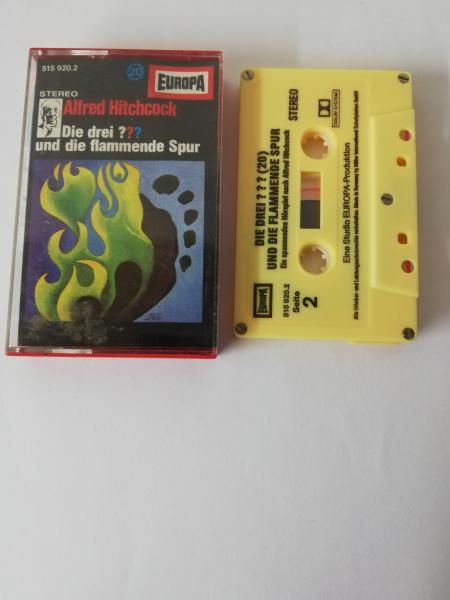 515 920.2
20
EUROPA
STEREO
Alfred Hitchcock
Die drei ???
und die flammende Spur
DIE DREI ? ? ? (20)
UND DIE FLAMMENDE SPUR
Ein spannendes Hörspiel nach Alfred Hitchcock
STEREO
DOLBY SYSTEM
EUROPA
515 920.2
Seite
2
Eine Studio EUROPA-Produktion